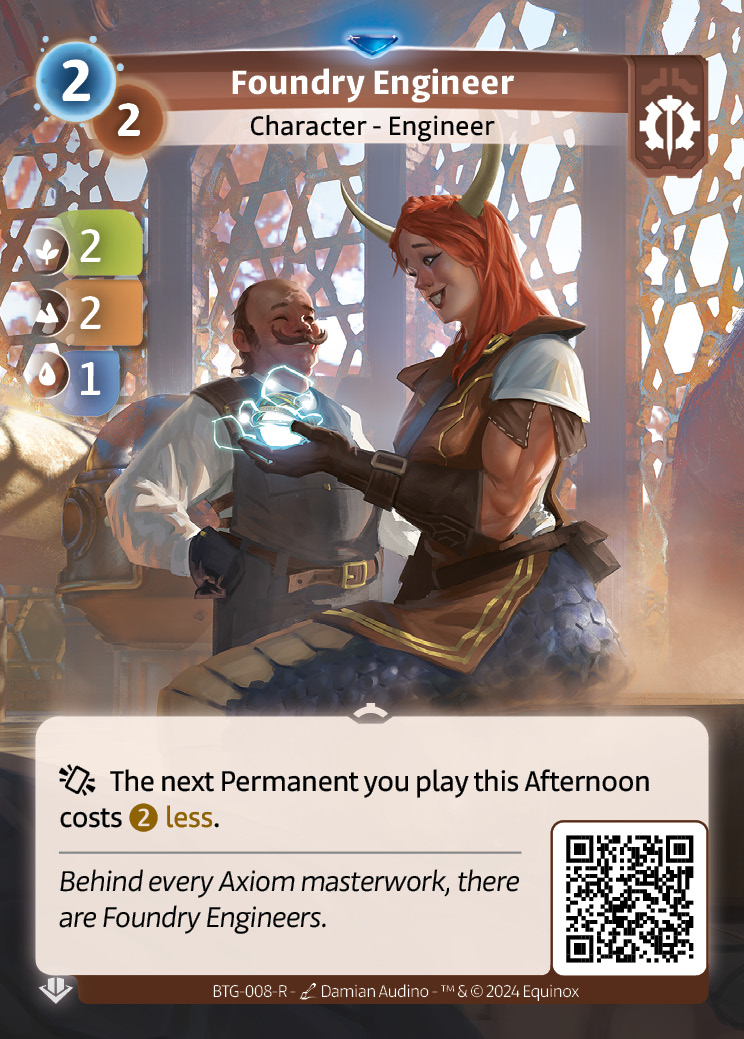 2
Foundry Engineer
2
Character - Engineer
2
2
1
The next Permanent you play this Afternoon
costs 2 less.
Behind every Axiom masterwork, there
are Foundry Engineers.
BTG-008-R - Damian Audino - ™ & © 2024 Equinox